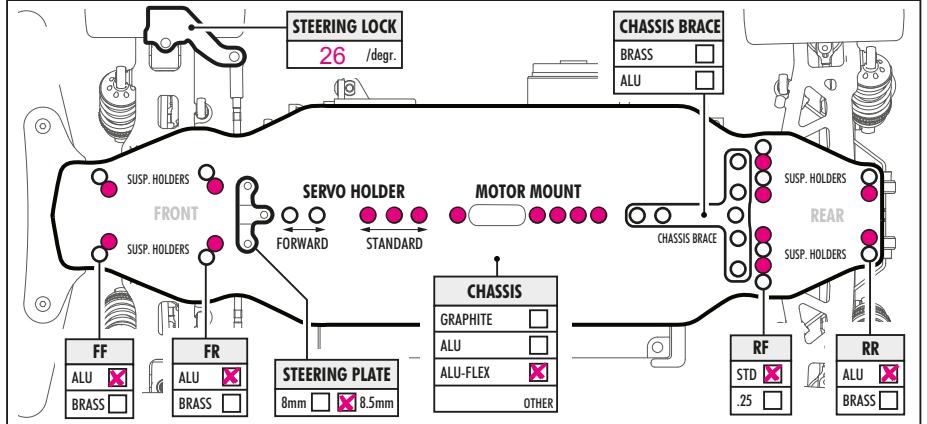 STEERING LOCK
26 /degr.
CHASSIS BRACE
BRASS
ALU
SUSP. HOLDERS
SUSP. HOLDERS
SERVO HOLDER
MOTOR MOUNT
FRONT
REAR
FORWARD
STANDARD
CHASSIS BRACE
SUSP. HOLDERS
SUSP. HOLDERS
CHASSIS
GRAPHITE
ALU
ALU-FLEX
OTHER
FF
ALU
BRASS
FR
ALU
BRASS
STEERING PLATE
8mm 8.5mm
RF
STD
.25
RR
ALU
BRASS